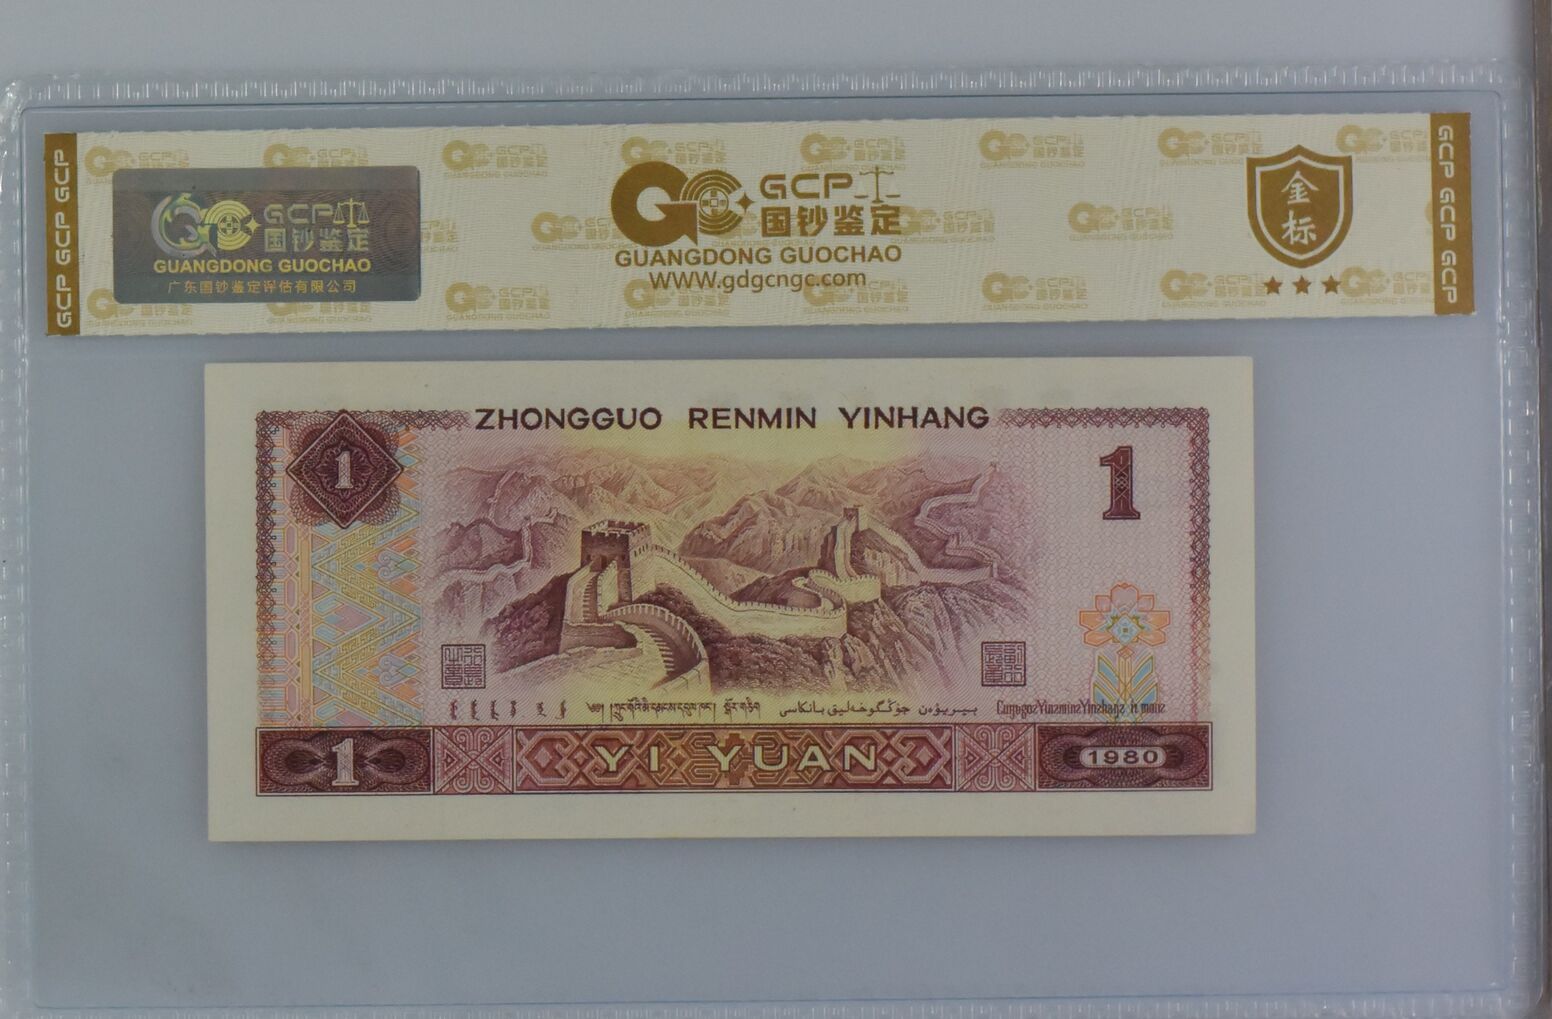 GCP GCP GCP
GCP
国钞鉴定
GUANGDONG GUOCHAO
广东国钞鉴定评估有限公司
GCP
国钞鉴定
GUANGDONG GUOCHAO
WWW.gdgcngc.com
金标
GCP GCP GCP
ZHONGGUO RENMIN YINHANG
1
1
YI YUAN
1
1980